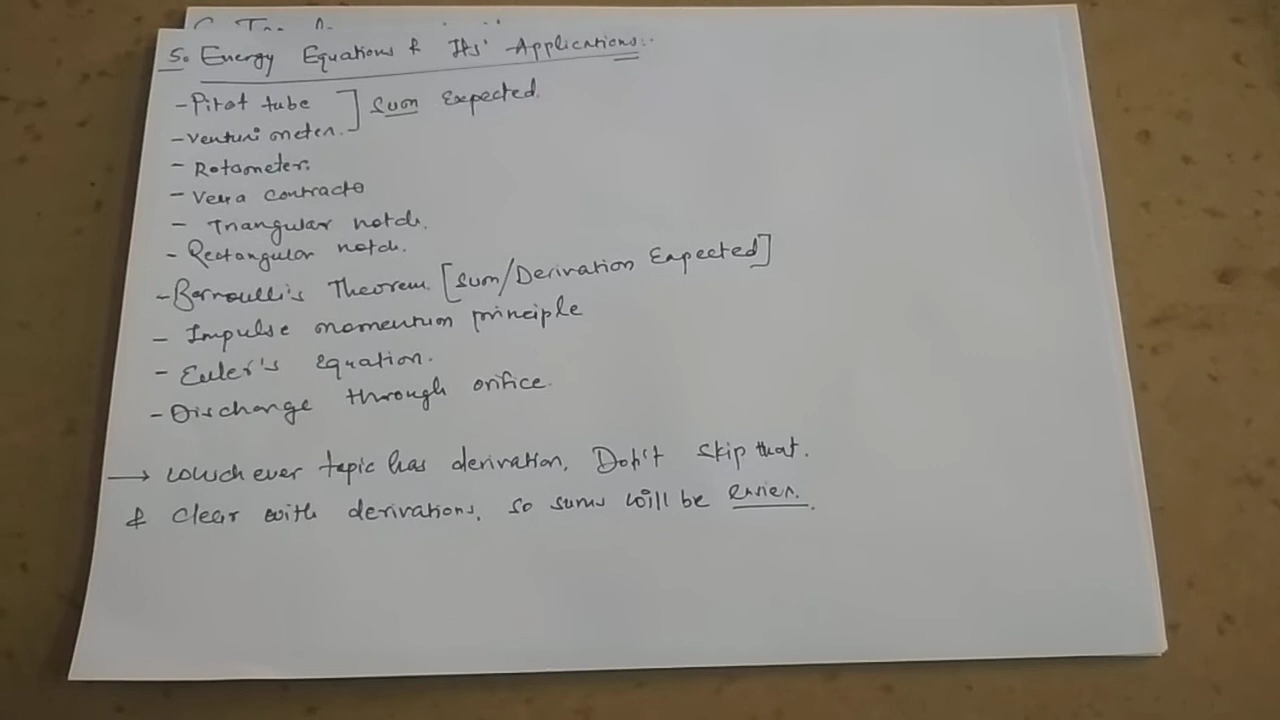 5. Energy Equations & Its' Applications:-
- Pitot tube ] Sum Expected.
- Venturi meter.
- Rotameter.
- Vena contracta
- Triangular notch.
- Rectangular notch.
- Bernoulli's Theorem. [Sum/Derivation Expected]
- Impulse momentum principle
- Euler's Equation.
- Discharge through orifice.
→ Whichever topic has derivation, Don't skip that.
& clear with derivations, so sums will be easier.